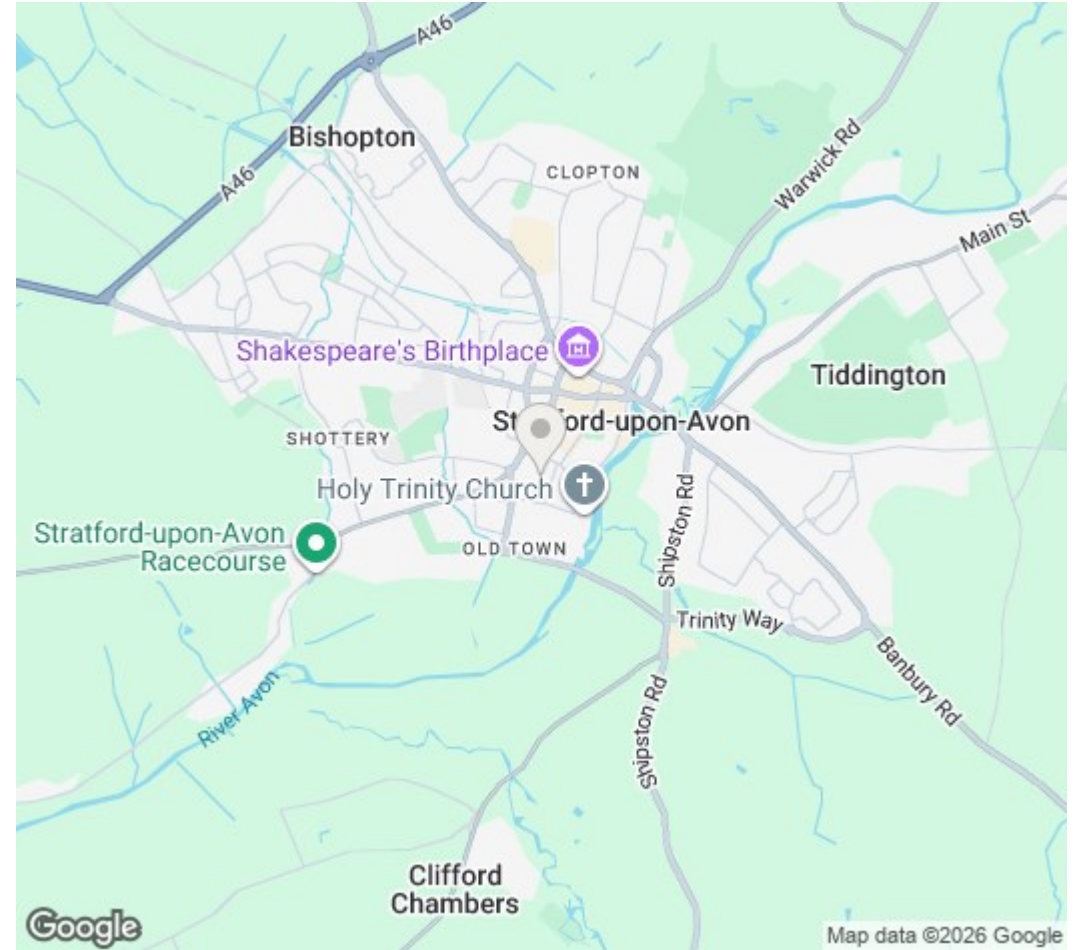 A46
Bishopton
CLOPTON
Warwick Rd
A46
Main St
Shakespeare's Birthplace
Tiddington
Stratford-upon-Avon
SHOTTERY
Holy Trinity Church
Shipston Rd
Stratford-upon-Avon
Racecourse
OLD TOWN
Trinity Way
Banbury Rd
River Avon
Shipston Rd
Clifford
Chambers
Google
Map data ©2026 Google